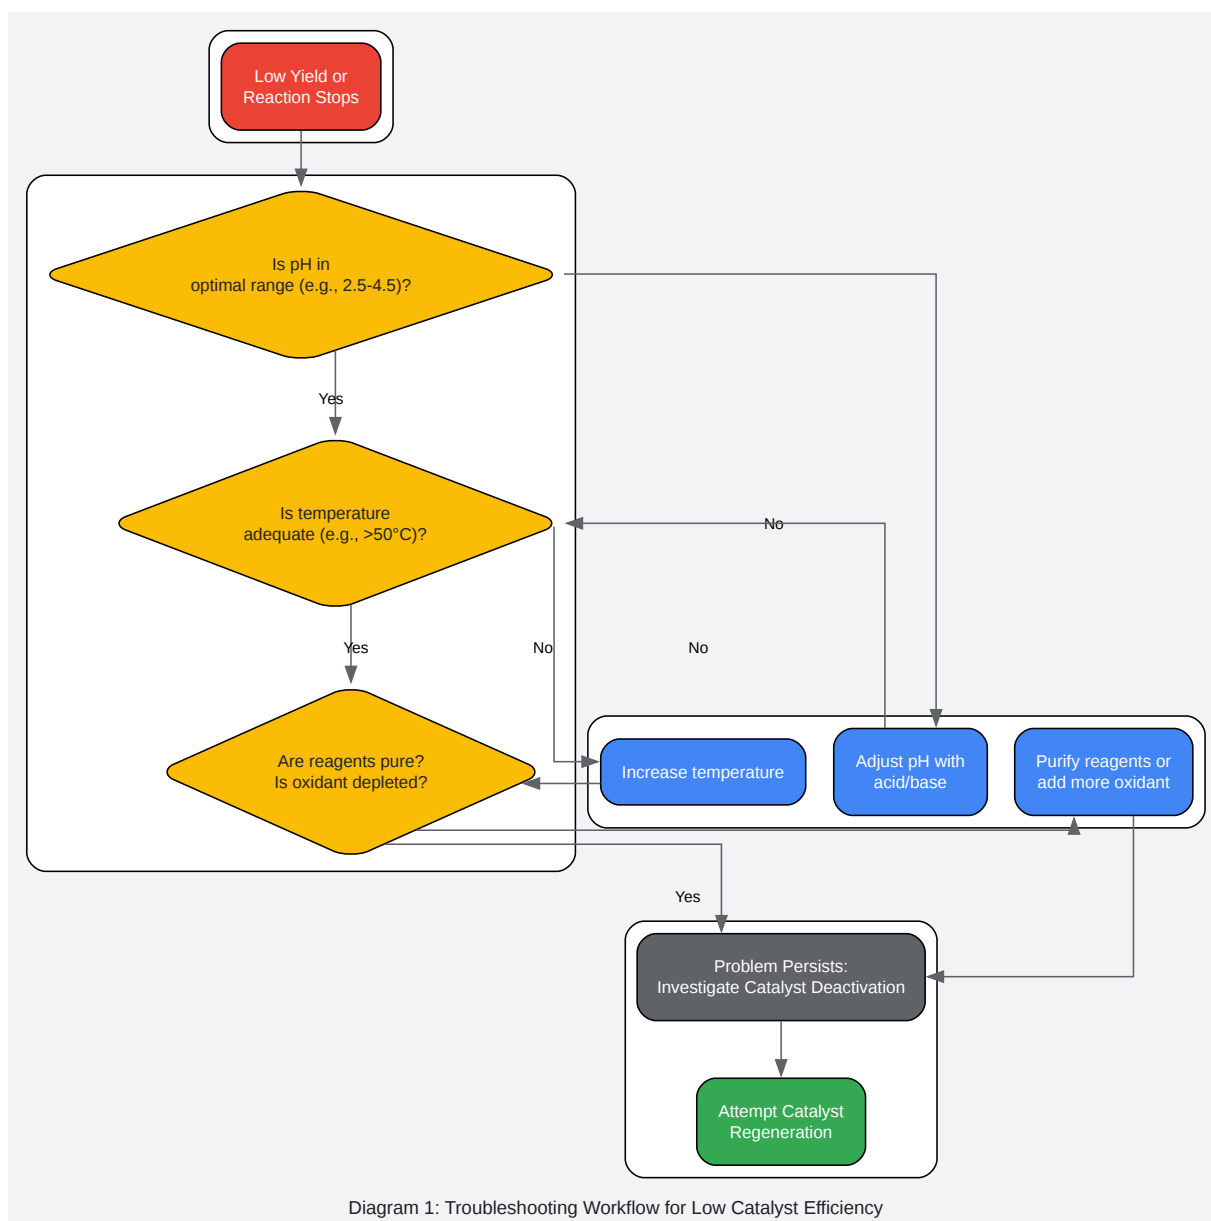 Low Yield or
Reaction Stops
Is pH in
optimal range (e.g., 2.5-4.5)?
Yes
Is temperature
adequate (e.g., >50°C)?
No
Yes
No
No
Are reagents pure?
Is oxidant depleted?
Increase temperature
Adjust pH with
acid/base
Purify reagents or
add more oxidant
Yes
Problem Persists:
Investigate Catalyst Deactivation
Attempt Catalyst
Regeneration
Diagram 1: Troubleshooting Workflow for Low Catalyst Efficiency